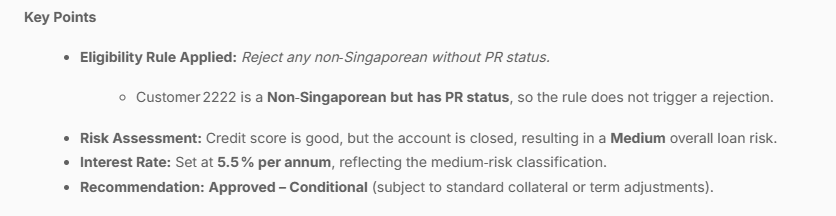 Key Points
Eligibility Rule Applied: Reject any non-Singaporean without PR status.
Customer 2222 is a Non-Singaporean but has PR status, so the rule does not trigger a rejection.
Risk Assessment: Credit score is good, but the account is closed, resulting in a Medium overall loan risk.
Interest Rate: Set at 5.5 % per annum, reflecting the medium-risk classification.
Recommendation: Approved – Conditional (subject to standard collateral or term adjustments).